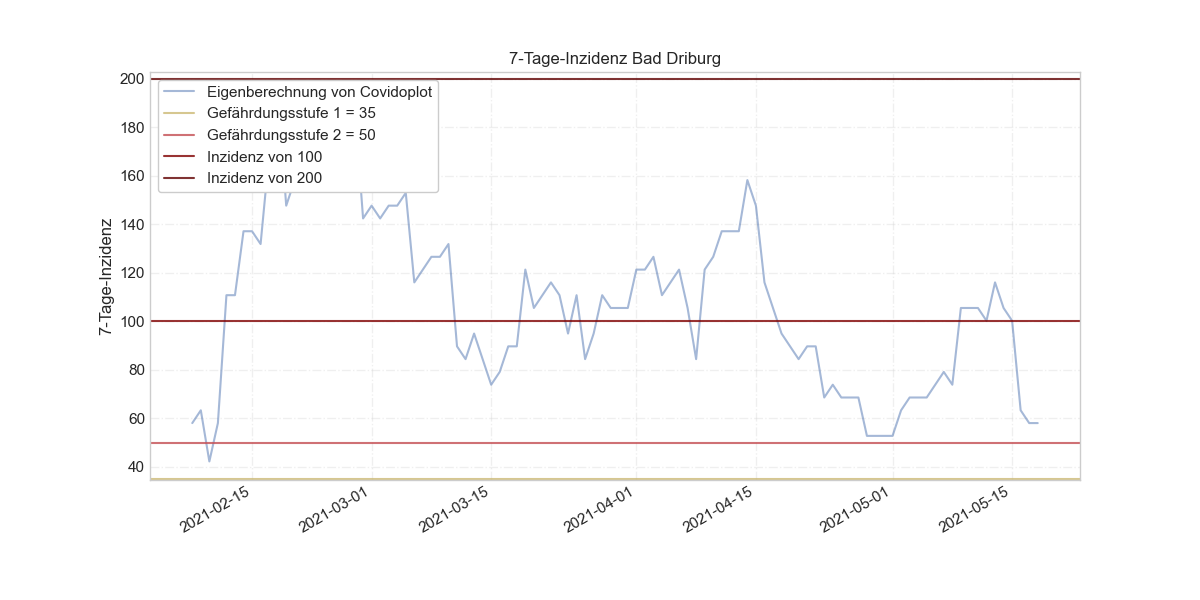 7-Tage-Inzidenz Bad Driburg
7-Tage-Inzidenz
200
180
160
140
120
100
80
60
40
Eigenberechnung von Covidoplot
Gefährdungsstufe 1 = 35
Gefährdungsstufe 2 = 50
Inzidenz von 100
Inzidenz von 200
2021-02-15
2021-03-01
2021-03-15
2021-04-01
2021-04-15
2021-05-01
2021-05-15